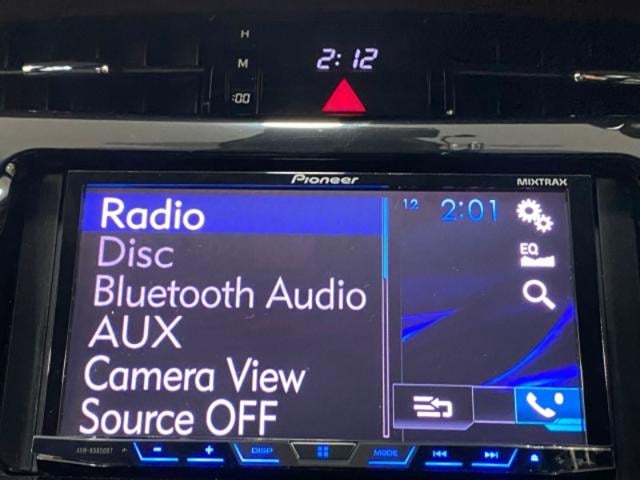 H
2:12
M
:00
Pioneer
MIXTRAX
Radio
12 2:01
Disc
EQ
Bluetooth Audio
AUX
Camera View
Source OFF
DISP
MODE